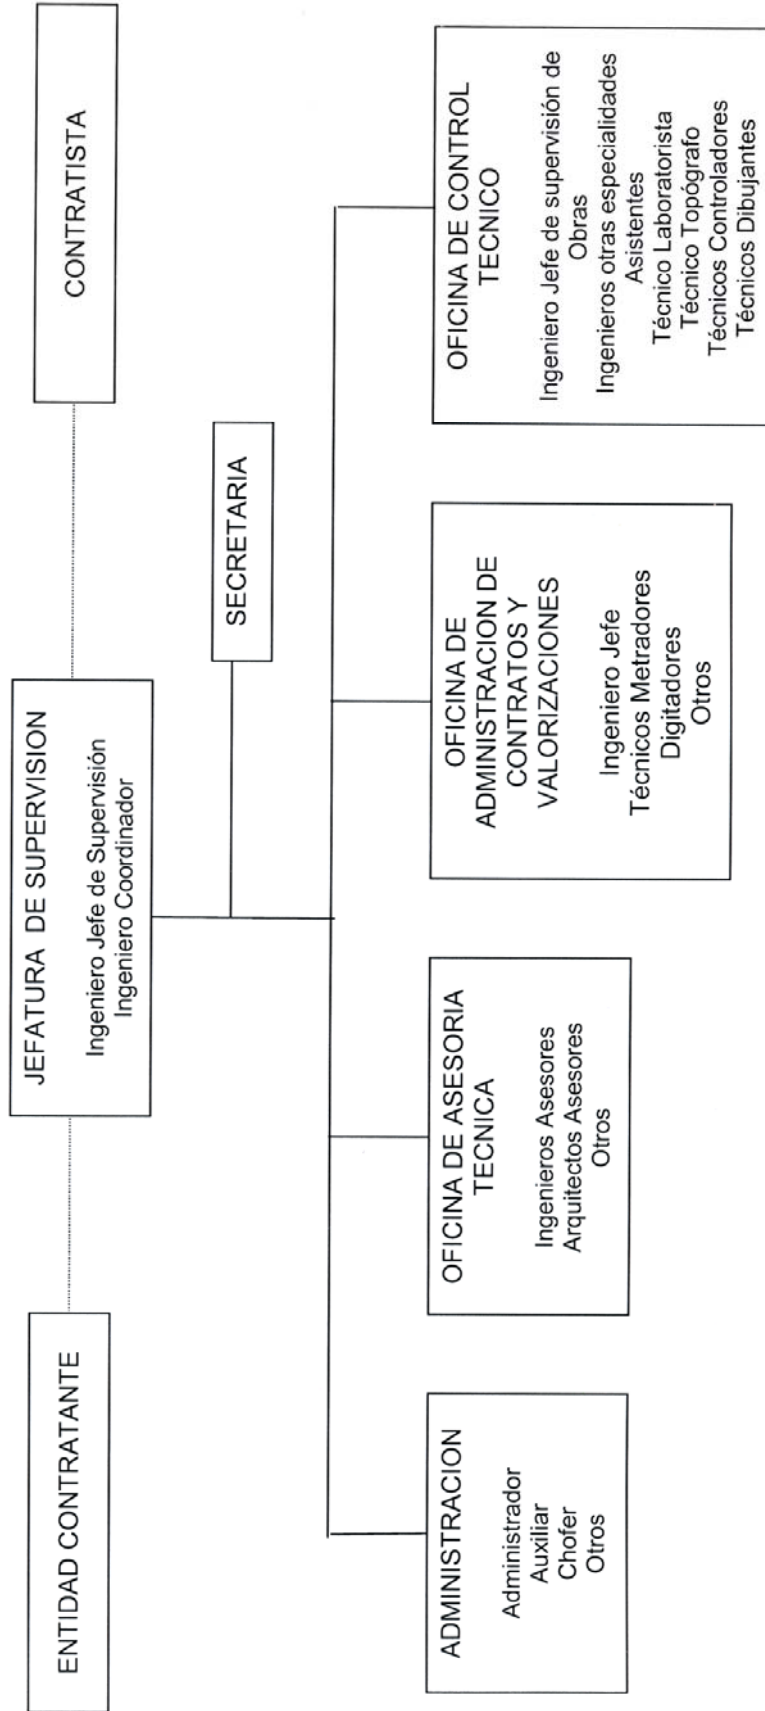 ENTIDAD CONTRATANTE
JEFATURA DE SUPERVISION
Ingeniero Jefe de Supervisión
Ingeniero Coordinador
CONTRATISTA
SECRETARIA
ADMINISTRACION
Administrador
Auxiliar
Chofer
Otros
OFICINA DE ASESORIA
TECNICA
Ingenieros Asesores
Arquitectos Asesores
Otros
OFICINA DE
ADMINISTRACION DE
CONTRATOS Y
VALORIZACIONES
Ingeniero Jefe
Técnicos Metradores
Digitadores
Otros
OFICINA DE CONTROL
TECNICO
Ingeniero Jefe de supervisión de
Obras
Ingenieros otras especialidades
Asistentes
Técnico Laboratorista
Técnico Topógrafo
Técnicos Controladores
Técnicos Dibujantes